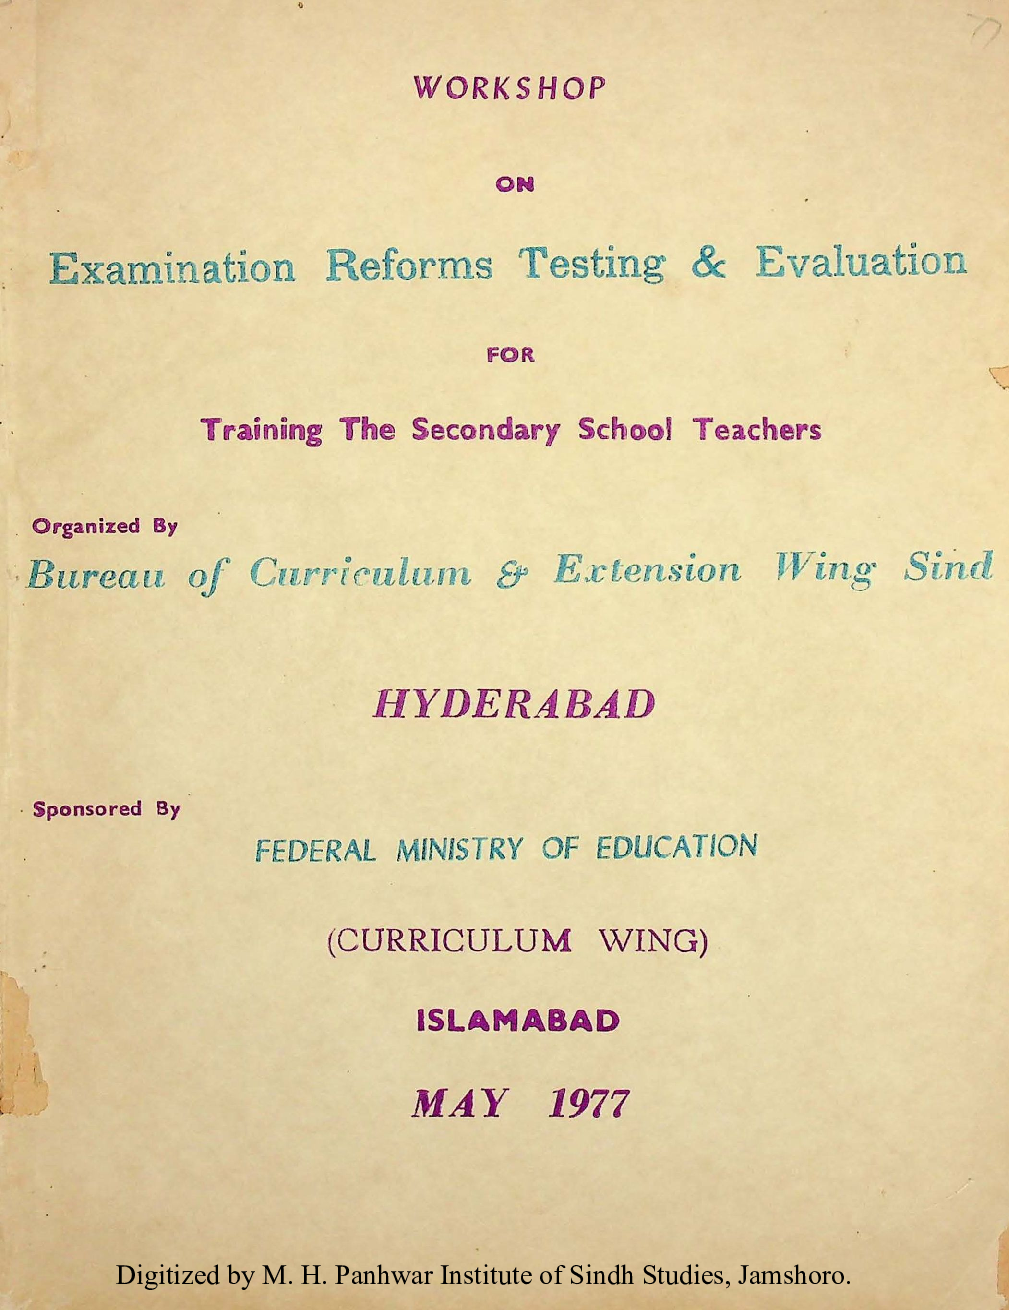 WORKSHOP
ON
Examination Reforms Testing & Evaluation
FOR
Training The Secondary School Teachers
Organized By
Bureau of Curriculum & Extension Wing Sind
HYDERABAD
Sponsored By
FEDERAL MINISTRY OF EDUCATION
(CURRICULUM WING)
ISLAMABAD
MAY 1977
Digitized by M. H. Panhwar Institute of Sindh Studies, Jamshoro.